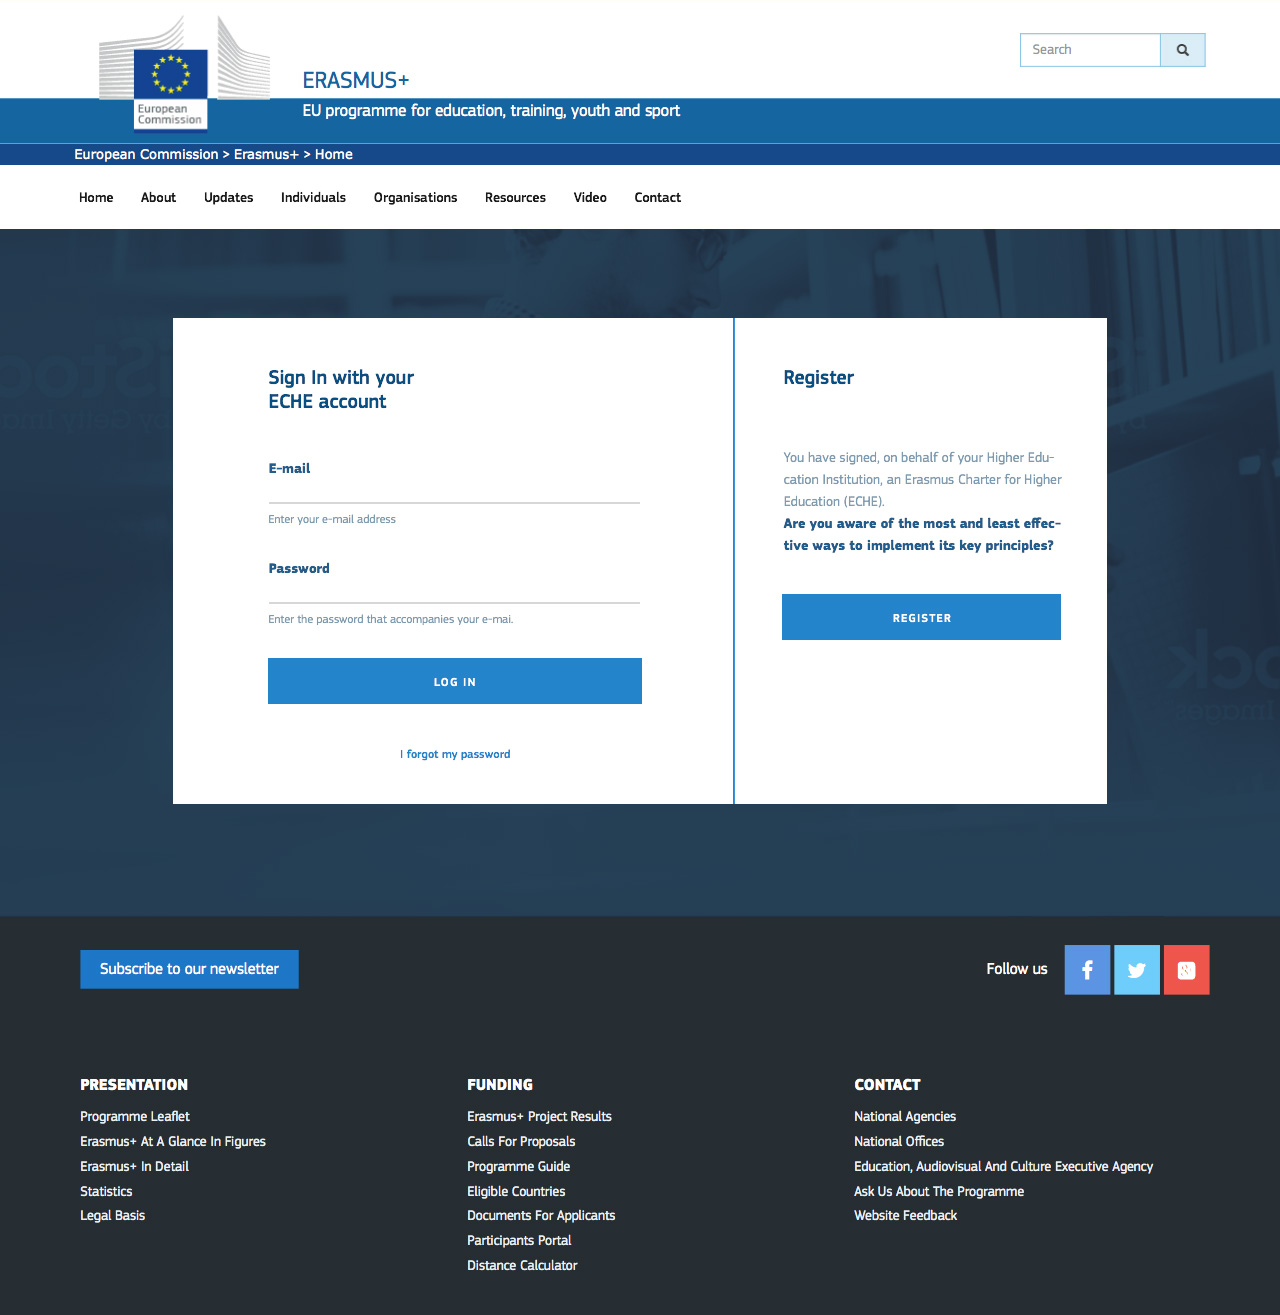 Search
ERASMUS+
EU programme for education, training, youth and sport
European
Commission
European Commission > Erasmus+ > Home
Home About Updates Individuals Organisations Resources Video Contact
Sign In with your
ECHE account
E-mail
Enter your e-mail address
Password
Enter the password that accompanies your e-mai.
LOG IN
I forgot my password
Register
You have signed, on behalf of your Higher Edu-
cation Institution, an Erasmus Charter for Higher
Education (ECHE).
Are you aware of the most and least effec-
tive ways to implement its key principles?
REGISTER
Subscribe to our newsletter
Follow us
PRESENTATION
Programme Leaflet
Erasmus+ At A Glance In Figures
Erasmus+ In Detail
Statistics
Legal Basis
FUNDING
Erasmus+ Project Results
Calls For Proposals
Programme Guide
Eligible Countries
Documents For Applicants
Participants Portal
Distance Calculator
CONTACT
National Agencies
National Offices
Education, Audiovisual And Culture Executive Agency
Ask Us About The Programme
Website Feedback